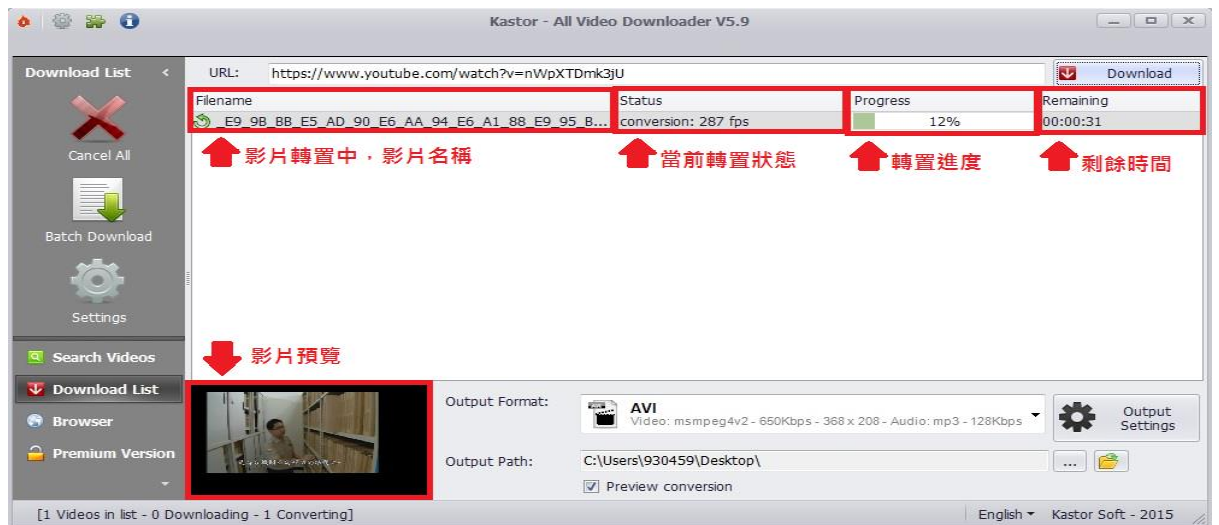 Kastor - All Video Downloader V5.9
Download List <
URL: https://www.youtube.com/watch?v=nWpXTDmk3jU Download
Filename Status Progress Remaining
_E9_9B_BB_E5_AD_90_E6_AA_94_E6_A1_88_E9_95_B... conversion: 287 fps 12% 00:00:31
影片轉置中，影片名稱 當前轉置狀態 轉置進度 剩餘時間
Cancel All
Batch Download
Settings
影片預覽
Search Videos
Download List
Browser
Premium Version
Output Format: AVI
Video: msmpeg4v2 - 650Kbps - 368 x 208 - Audio: mp3 - 128Kbps
Output Settings
Output Path: C:\Users\930459\Desktop\ ...
Preview conversion
[1 Videos in list - 0 Downloading - 1 Converting] English Kastor Soft - 2015